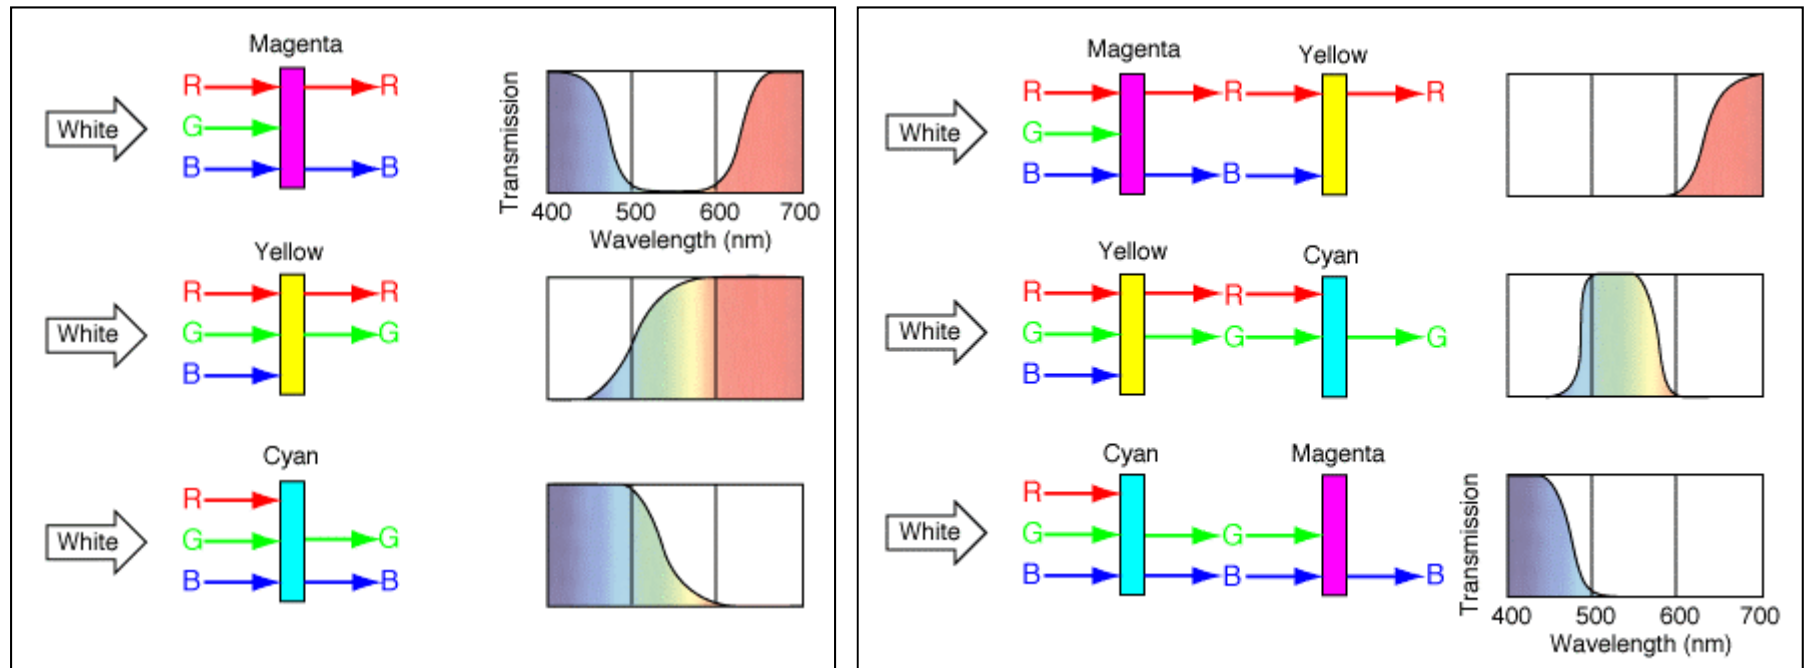 Magenta
White
R R
G
B B
Transmission
400 500 600 700
Wavelength (nm)
Yellow
White
R R
G G
B
Cyan
White
R
G G
B B
Magenta Yellow
White
R R R
G
B B
Yellow Cyan
White
R R
G G G
B
Cyan Magenta
White
R
G G
B B B
Transmission
400 500 600 700
Wavelength (nm)